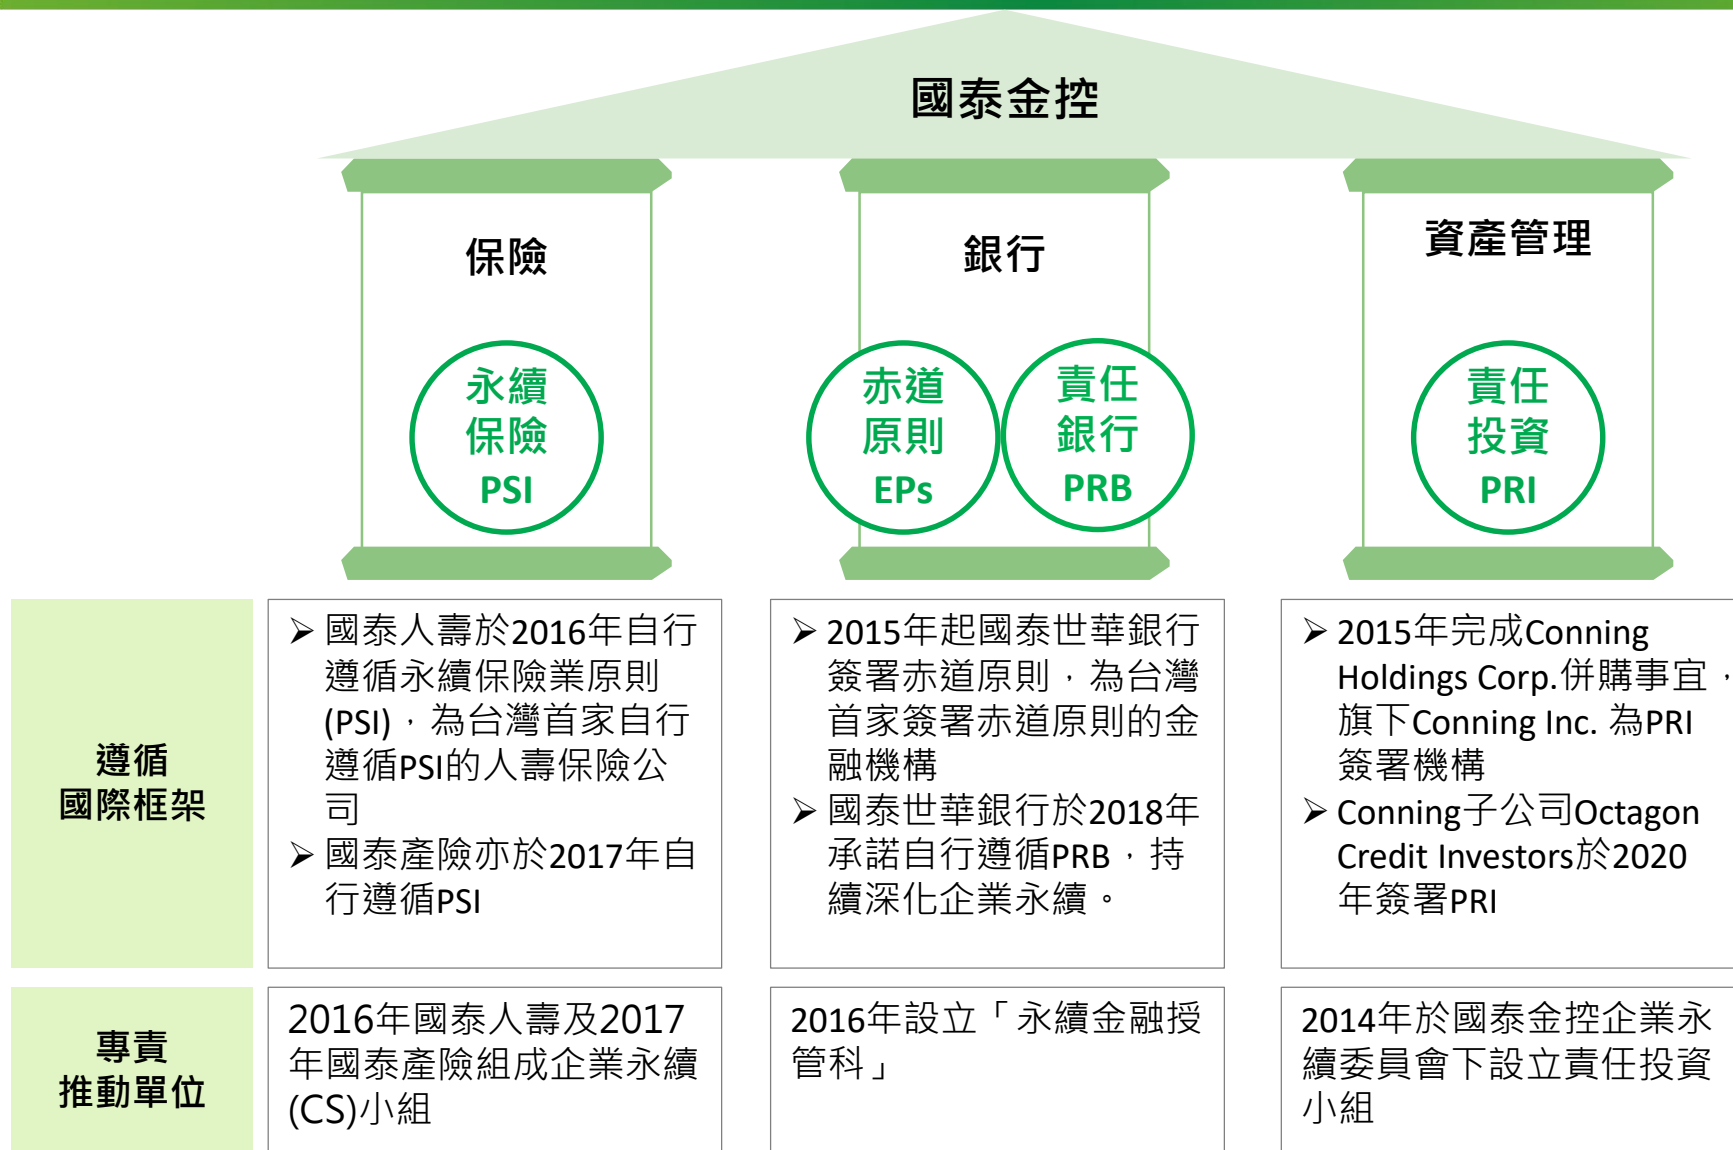 國泰金控
保險
銀行
資產管理
永續
保險
PSI
赤道
原則
EPs
責任
銀行
PRB
責任
投資
PRI
遵循
國際框架
➢ 國泰人壽於2016年自行
遵循永續保險業原則
(PSI)，為台灣首家自行
遵循PSI的人壽保險公
司
➢ 國泰產險亦於2017年自
行遵循PSI
➢ 2015年起國泰世華銀行
簽署赤道原則，為台灣
首家簽署赤道原則的金
融機構
➢ 國泰世華銀行於2018年
承諾自行遵循PRB，持
續深化企業永續。
➢ 2015年完成Conning
Holdings Corp.併購事宜，
旗下Conning Inc. 為PRI
簽署機構
➢ Conning子公司Octagon
Credit Investors於2020
年簽署PRI
專責
推動單位
2016年國泰人壽及2017
年國泰產險組成企業永續
(CS)小組
2016年設立「永續金融授
管科」
2014年於國泰金控企業永
續委員會下設立責任投資
小組